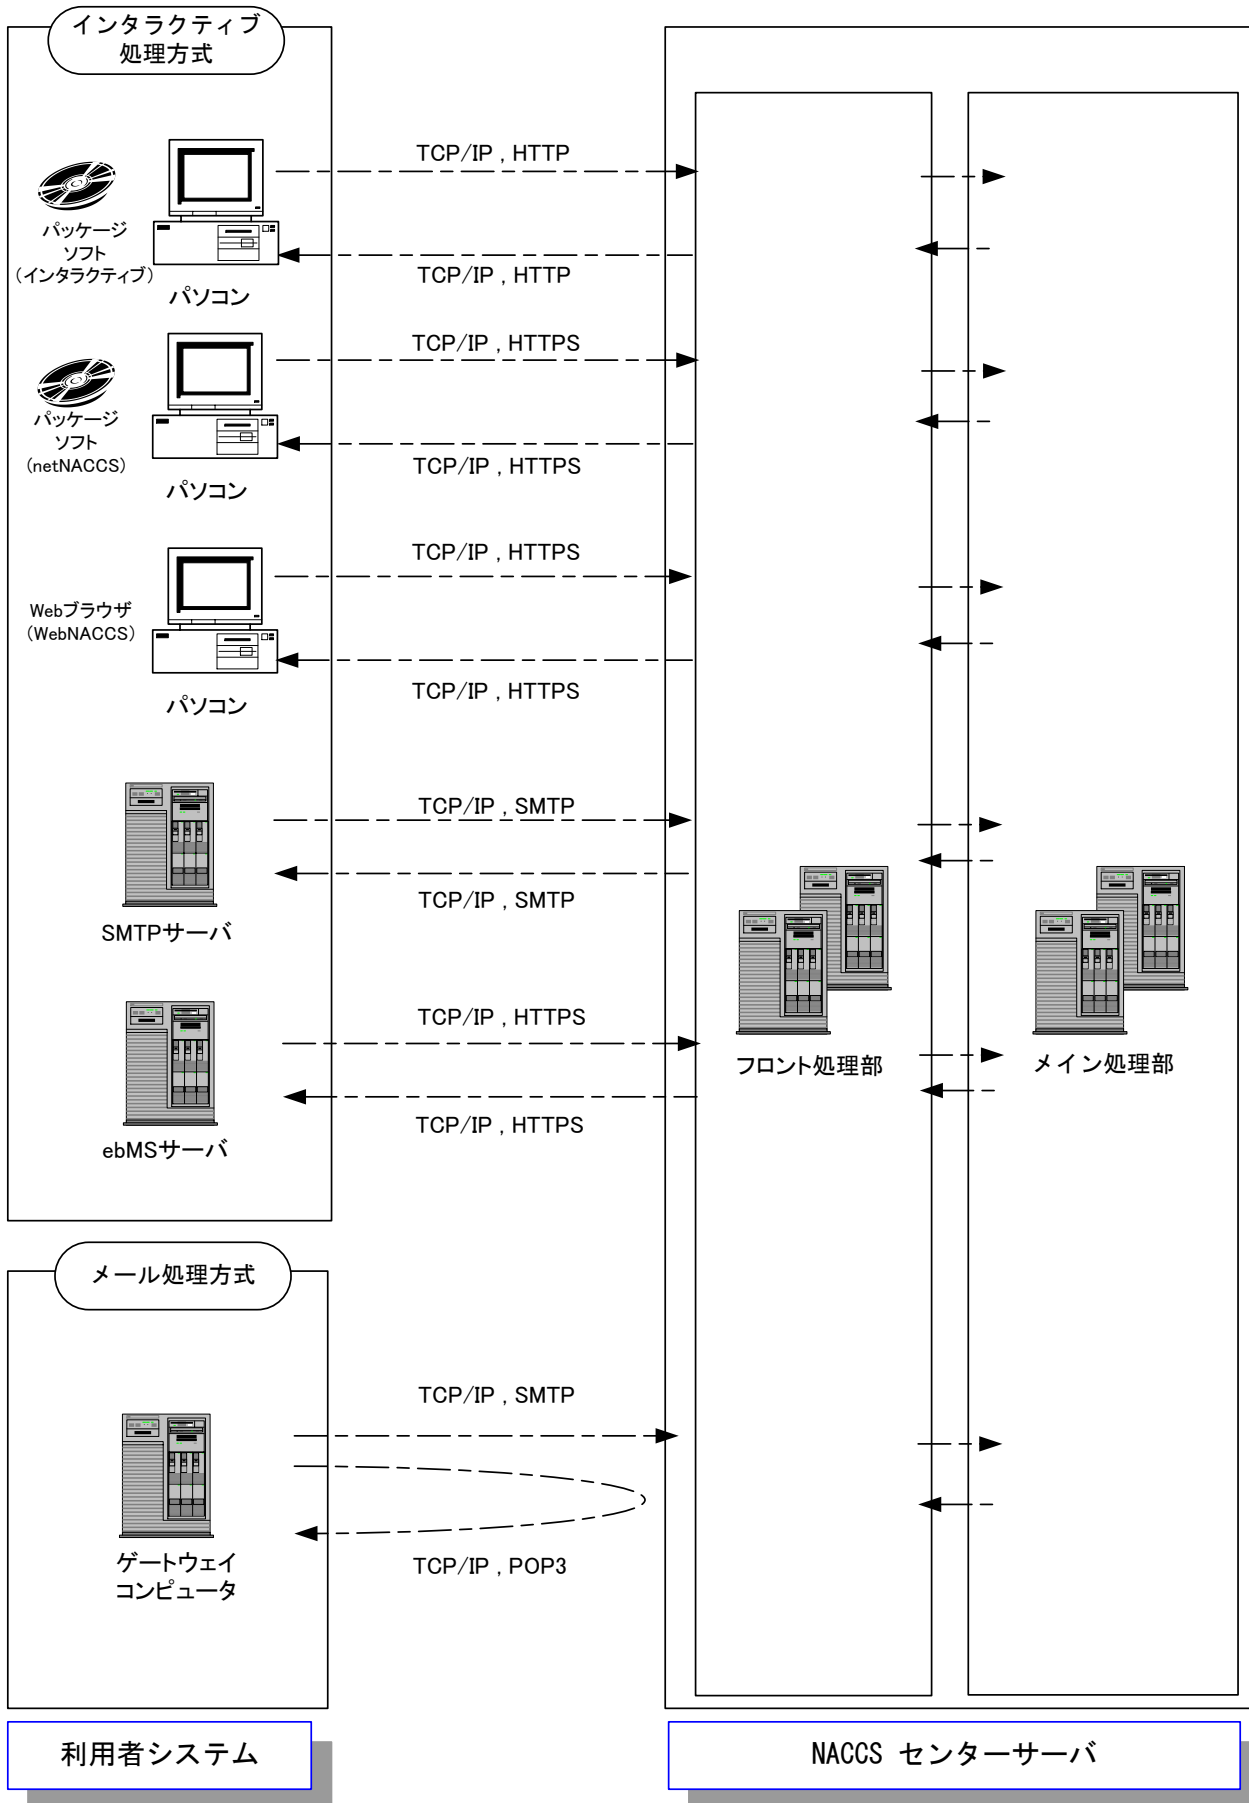 インタラクティブ
処理方式
TCP/IP , HTTP
パッケージ
ソフト
（インタラクティブ）
TCP/IP , HTTP
パソコン
TCP/IP , HTTPS
パッケージ
ソフト
（netNACCS）
TCP/IP , HTTPS
パソコン
TCP/IP , HTTPS
Webブラウザ
（WebNACCS）
TCP/IP , HTTPS
パソコン
TCP/IP , SMTP
TCP/IP , SMTP
SMTPサーバ
TCP/IP , HTTPS
フロント処理部
メイン処理部
TCP/IP , HTTPS
ebMSサーバ
メール処理方式
TCP/IP , SMTP
ゲートウェイ
コンピュータ
TCP/IP , POP3
利用者システム
NACCS センターサーバ